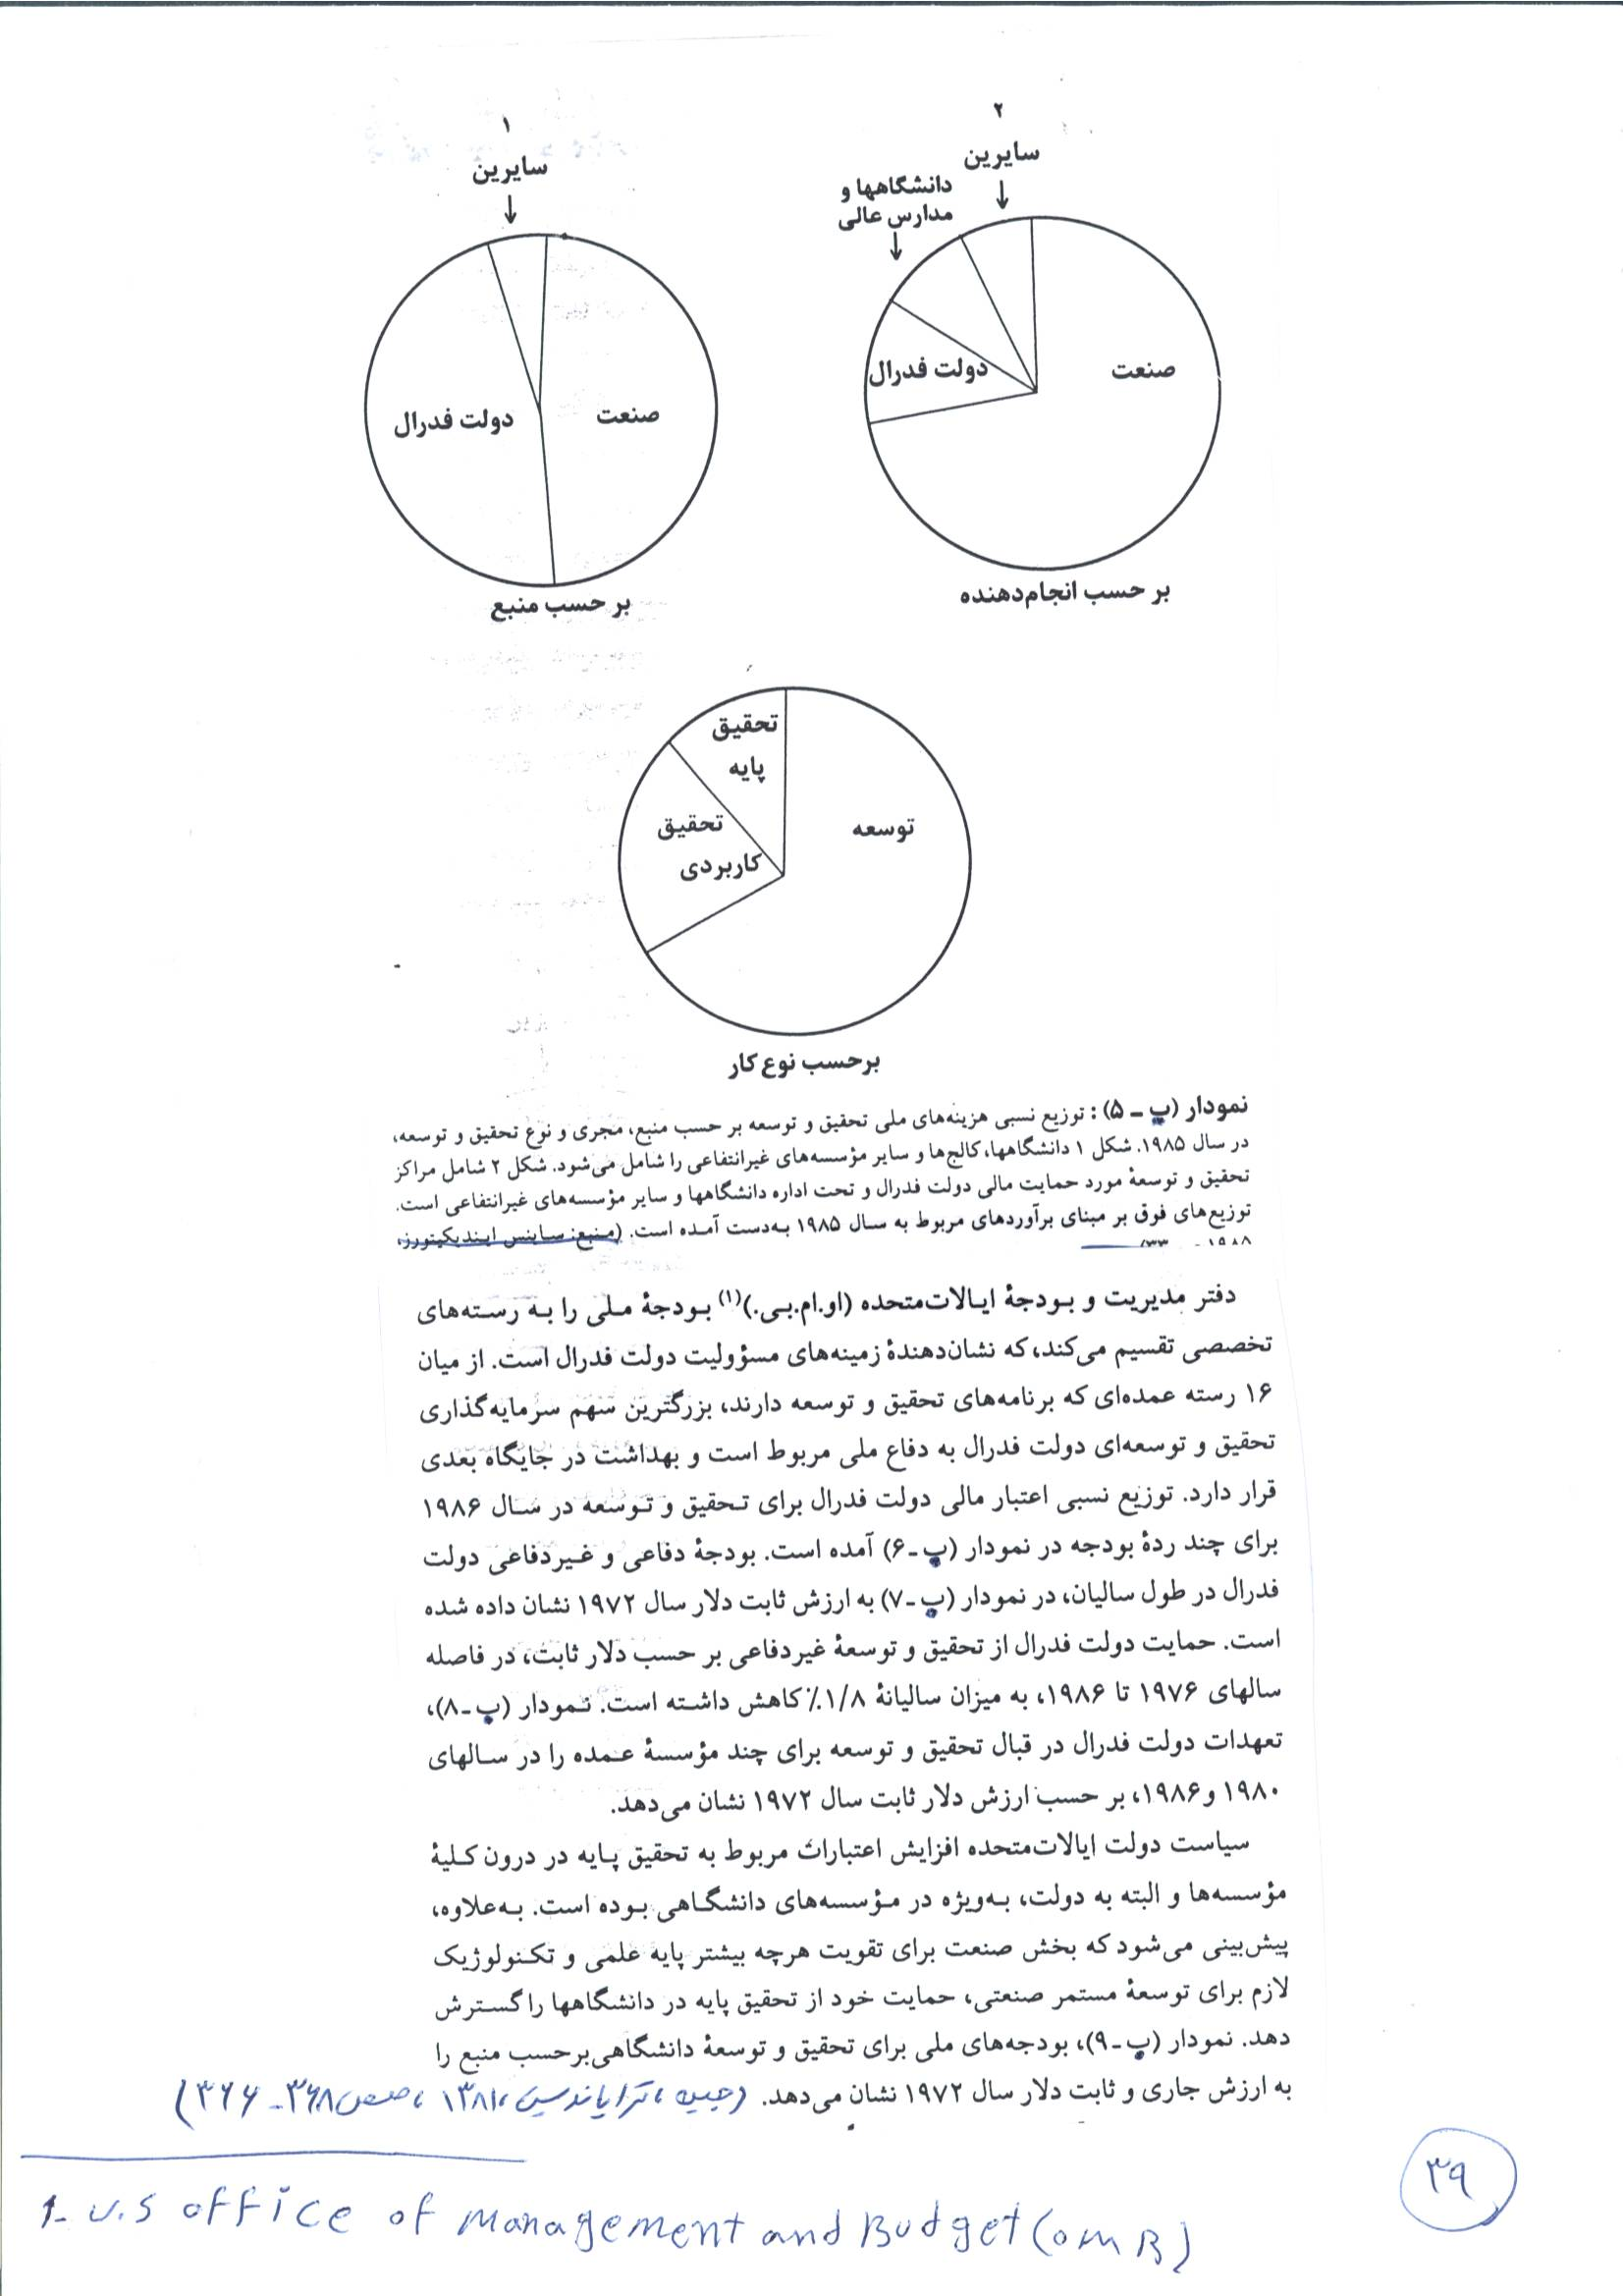 ۱
سایرین
دولت فدرال
صنعت
بر حسب منبع
۲
سایرین
دانشگاهها و
مدارس عالی
دولت فدرال
صنعت
بر حسب انجام‌دهنده
تحقیق
پایه
تحقیق
کاربردی
توسعه
برحسب نوع کار
نمودار (پ ـ ۵) : توزیع نسبی هزینه‌های ملی تحقیق و توسعه بر حسب منبع، مجری و نوع تحقیق و توسعه،
در سال ۱۹۸۵. شکل ۱ دانشگاهها، کالج‌ها و سایر مؤسسه‌های غیرانتفاعی را شامل می‌شود. شکل ۲ شامل مراکز
تحقیق و توسعهٔ مورد حمایت مالی دولت فدرال و تحت اداره دانشگاهها و سایر مؤسسه‌های غیرانتفاعی است.
توزیع‌های فوق بر مبنای برآوردهای مربوط به سال ۱۹۸۵ به‌دست آمده است. (منبع: ساینس ایندیکیتورز،
۱۹۸۸
دفتر مدیریت و بودجهٔ ایالات‌متحده (او.ام.بی.)(۱) بودجهٔ ملی را به رسته‌های
تخصصی تقسیم می‌کند، که نشان‌دهندهٔ زمینه‌های مسؤولیت دولت فدرال است. از میان
۱۶ رسته عمده‌ای که برنامه‌های تحقیق و توسعه دارند، بزرگترین سهم سرمایه‌گذاری
تحقیق و توسعه‌ای دولت فدرال به دفاع ملی مربوط است و بهداشت در جایگاه بعدی
قرار دارد. توزیع نسبی اعتبار مالی دولت فدرال برای تحقیق و توسعه در سال ۱۹۸۶
برای چند ردهٔ بودجه در نمودار (پ ـ۶) آمده است. بودجهٔ دفاعی و غیردفاعی دولت
فدرال در طول سالیان، در نمودار (پ ـ۷) به ارزش ثابت دلار سال ۱۹۷۲ نشان داده شده
است. حمایت دولت فدرال از تحقیق و توسعهٔ غیردفاعی بر حسب دلار ثابت، در فاصله
سالهای ۱۹۷۶ تا ۱۹۸۶، به میزان سالیانهٔ ۱/۸٪ کاهش داشته است. نمودار (پ ـ۸)،
تعهدات دولت فدرال در قبال تحقیق و توسعه برای چند مؤسسهٔ عمده را در سالهای
۱۹۸۰ و ۱۹۸۶، بر حسب ارزش دلار ثابت سال ۱۹۷۲ نشان می‌دهد.
سیاست دولت ایالات‌متحده افزایش اعتبارات مربوط به تحقیق پایه در درون کلیهٔ
مؤسسه‌ها و البته به دولت، به‌ویژه در مؤسسه‌های دانشگاهی بوده است. به‌علاوه،
پیش‌بینی می‌شود که بخش صنعت برای تقویت هرچه بیشتر پایه علمی و تکنولوژیک
لازم برای توسعهٔ مستمر صنعتی، حمایت خود از تحقیق پایه در دانشگاهها را گسترش
دهد. نمودار (پ ـ۹)، بودجه‌های ملی برای تحقیق و توسعهٔ دانشگاهی برحسب منبع را
به ارزش جاری و ثابت دلار سال ۱۹۷۲ نشان می‌دهد. ۱۳۸۱، صص ۳۶۸ـ۳۶۶)
۳۹
1- U.S office of Management and Budget (OMB)